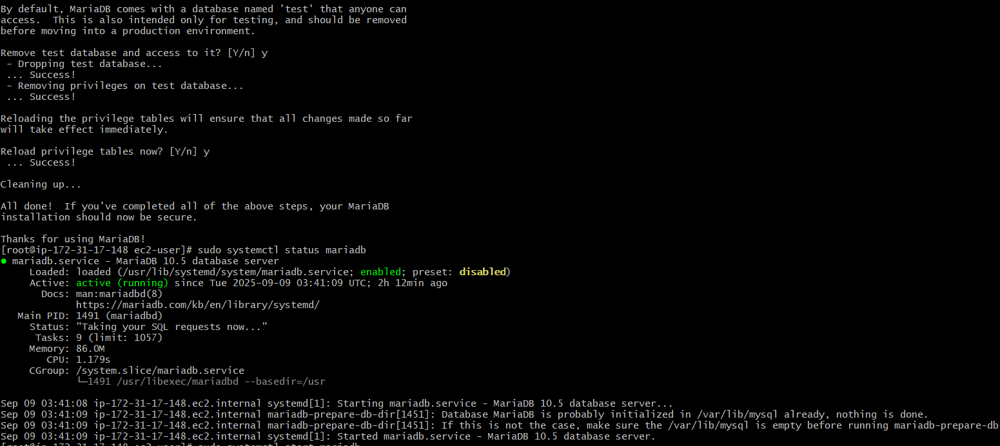 By default, MariaDB comes with a database named 'test' that anyone can
access.  This is also intended only for testing, and should be removed
before moving into a production environment.
Remove test database and access to it? [Y/n] y
 - Dropping test database...
 ... Success!
 - Removing privileges on test database...
 ... Success!
Reloading the privilege tables will ensure that all changes made so far
will take effect immediately.
Reload privilege tables now? [Y/n] y
 ... Success!
Cleaning up...
All done!  If you've completed all of the above steps, your MariaDB
installation should now be secure.
Thanks for using MariaDB!
[root@ip-172-31-17-148 ec2-user]# sudo systemctl status mariadb
● mariadb.service - MariaDB 10.5 database server
     Loaded: loaded (/usr/lib/systemd/system/mariadb.service; enabled; preset: disabled)
     Active: active (running) since Tue 2025-09-09 03:41:09 UTC; 2h 12min ago
       Docs: man:mariadbd(8)
             https://mariadb.com/kb/en/library/systemd/
   Main PID: 1491 (mariadbd)
     Status: "Taking your SQL requests now..."
      Tasks: 9 (limit: 1057)
     Memory: 86.0M
        CPU: 1.179s
     CGroup: /system.slice/mariadb.service
             └─1491 /usr/libexec/mariadbd --basedir=/usr
Sep 09 03:41:08 ip-172-31-17-148.ec2.internal systemd[1]: Starting mariadb.service - MariaDB 10.5 database server...
Sep 09 03:41:09 ip-172-31-17-148.ec2.internal mariadb-prepare-db-dir[1451]: Database MariaDB is probably initialized in /var/lib/mysql already, nothing is done.
Sep 09 03:41:09 ip-172-31-17-148.ec2.internal mariadb-prepare-db-dir[1451]: If this is not the case, make sure the /var/lib/mysql is empty before running mariadb-prepare-db-
Sep 09 03:41:09 ip-172-31-17-148.ec2.internal systemd[1]: Started mariadb.service - MariaDB 10.5 database server.
[root@ip-172-31-17-148 ec2-user]# sudo systemctl start mariadb